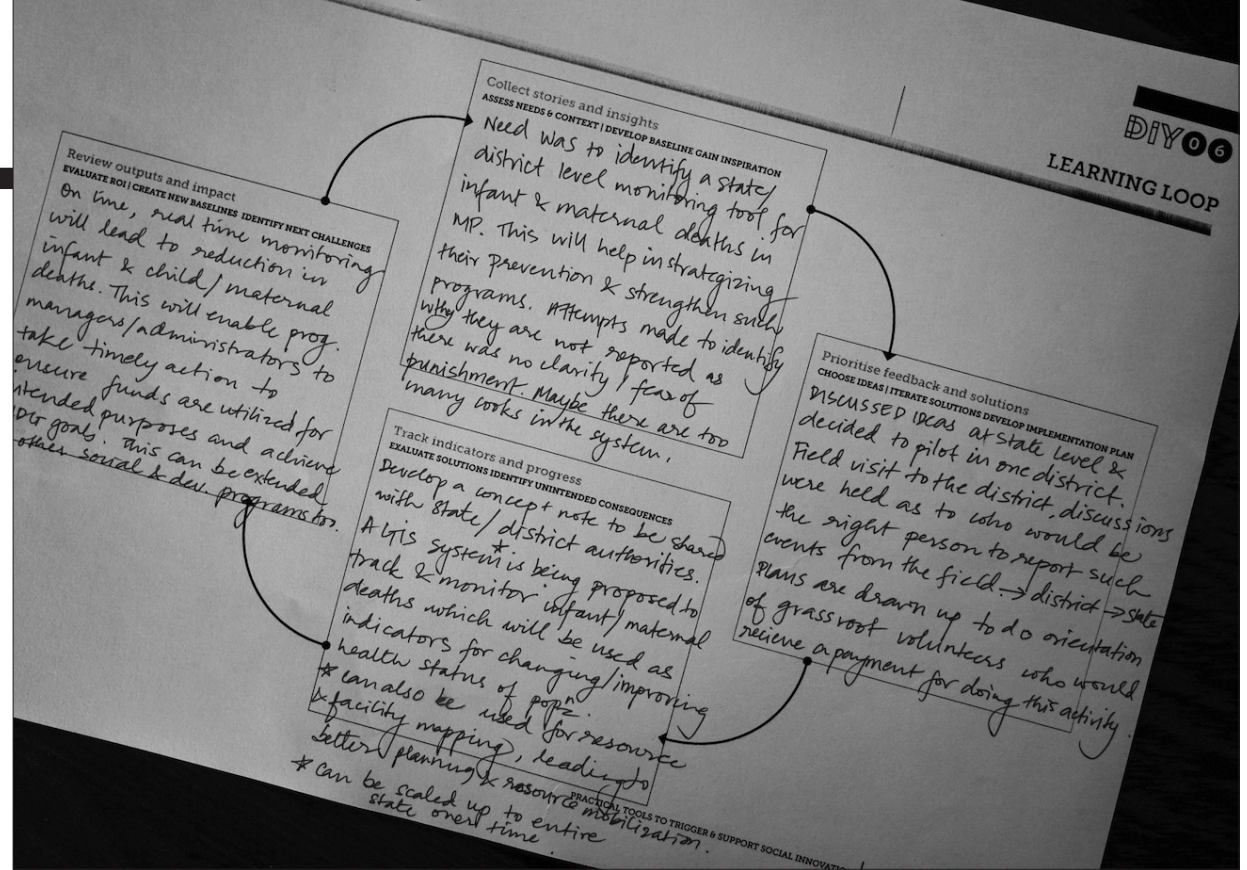 DIY06
LEARNING LOOP
Collect stories and insights
ASSESS NEEDS & CONTEXT | DEVELOP BASELINE GAIN INSPIRATION
Need was to identify a state/
district level monitoring tool for
infant & maternal deaths in
MP. This will help in strategizing
their prevention & strengthen such
programs. Attempts made to identify
why they are not reported as
there was no clarity / fear of
punishment. Maybe there are too
many cooks in the system.
Prioritise feedback and solutions
CHOOSE IDEAS | ITERATE SOLUTIONS DEVELOP IMPLEMENTATION PLAN
DISCUSSED IDEAS at State level &
decided to pilot in one district.
Field visit to the district, discussions
were held as to who would be
the right person to report such
events from the field → district → state
Plans are drawn up to do orientation
of grassroot volunteers who would
recieve a payment for doing this activity.
Track indicators and progress
EXALUATE SOLUTIONS IDENTIFY UNINTENDED CONSEQUENCES
Develop a concept note to be shared
with State/district authorities.
A GIS system* is being proposed to
track & monitor infant/maternal
deaths which will be used as
indicators for changing/improving
health status of popn.
* can also be used for resource
& facility mapping, leading to
better planning & resource mobilization.
* can be scaled up to entire
state over time.
Review outputs and impact
EVALUATE ROI | CREATE NEW BASELINES IDENTIFY NEXT CHALLENGES
On time, real time monitoring
will lead to reduction in
infant & child/maternal
deaths. This will enable prog.
managers/administrators to
take timely action to
ensure funds are utilized for
ntended purposes and achieve
goals. This can be extended
other social & dev. programs too.
PRACTICAL TOOLS TO TRIGGER & SUPPORT SOCIAL INNOVATIO